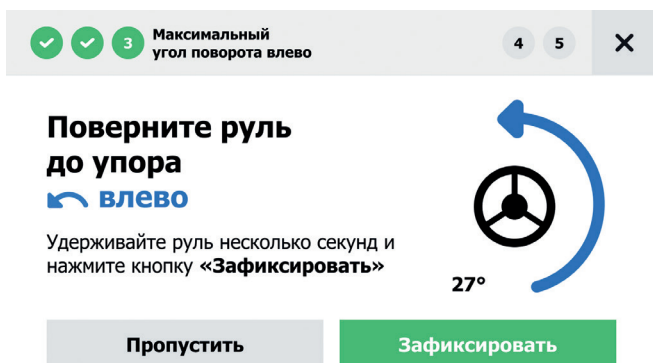 3 Максимальный
угол поворота влево
4 5
Поверните руль
до упора
влево
Удерживайте руль несколько секунд и
нажмите кнопку «Зафиксировать»
27°
Пропустить
Зафиксировать